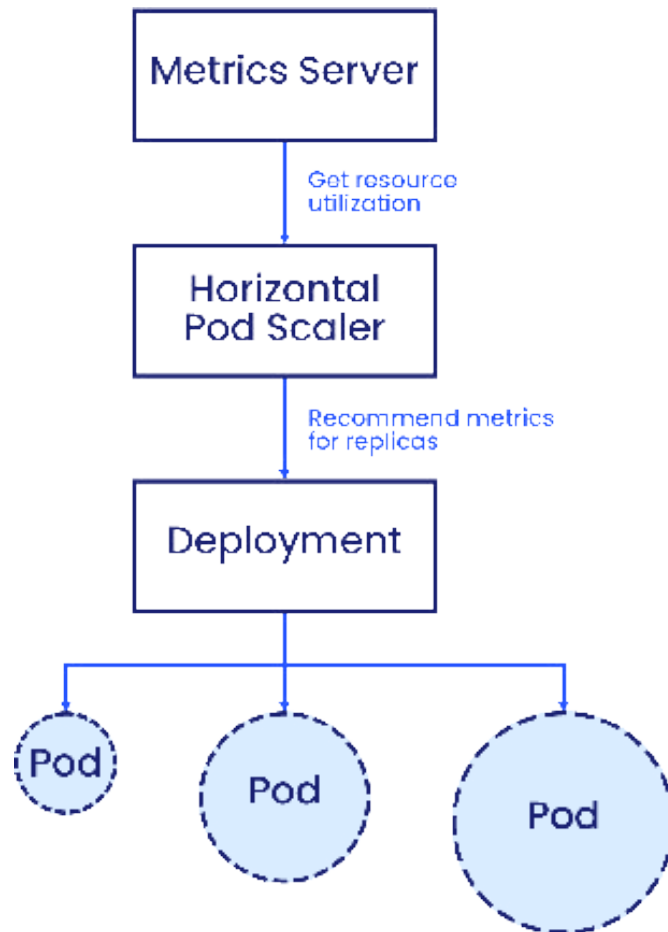 Metrics Server
Get resource
utilization
Horizontal
Pod Scaler
Recommend metrics
for replicas
Deployment
Pod
Pod
Pod